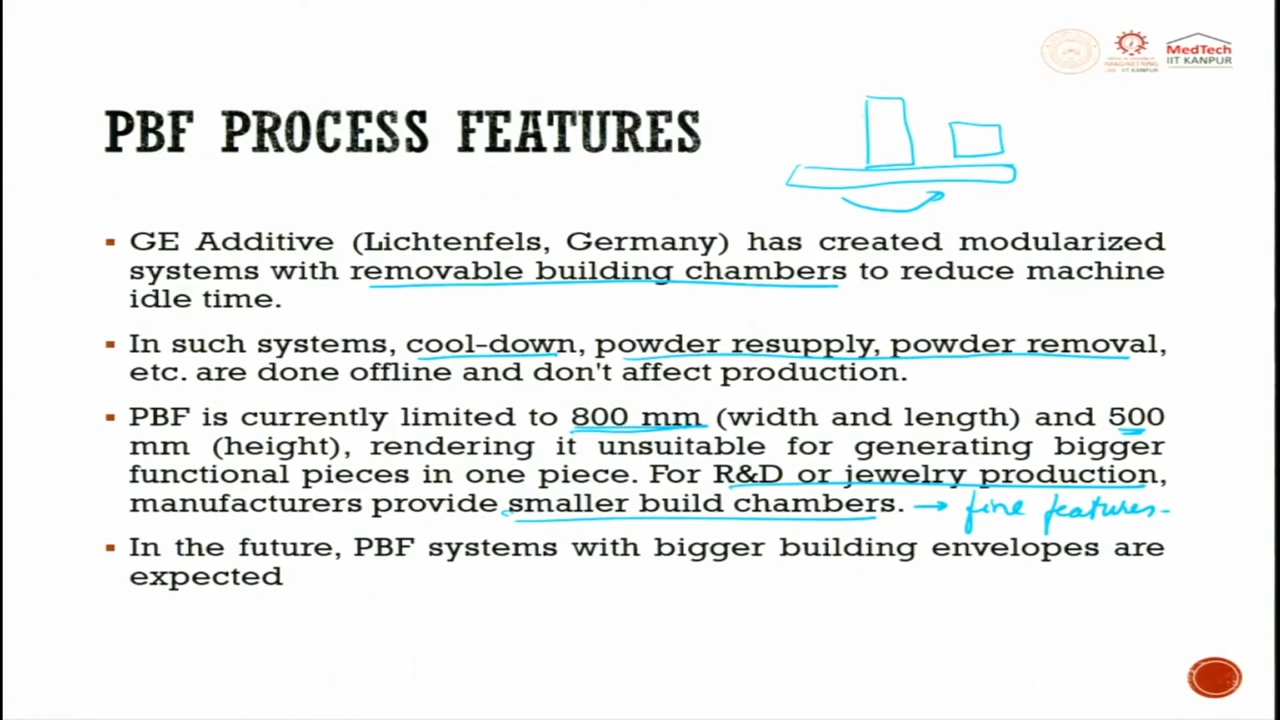 MedTech
IIT KANPUR
PBF PROCESS FEATURES
▪ GE Additive (Lichtenfels, Germany) has created modularized
systems with removable building chambers to reduce machine
idle time.
▪ In such systems, cool-down, powder resupply, powder removal,
etc. are done offline and don't affect production.
▪ PBF is currently limited to 800 mm (width and length) and 500
mm (height), rendering it unsuitable for generating bigger
functional pieces in one piece. For R&D or jewelry production,
manufacturers provide smaller build chambers. → fine features-
▪ In the future, PBF systems with bigger building envelopes are
expected